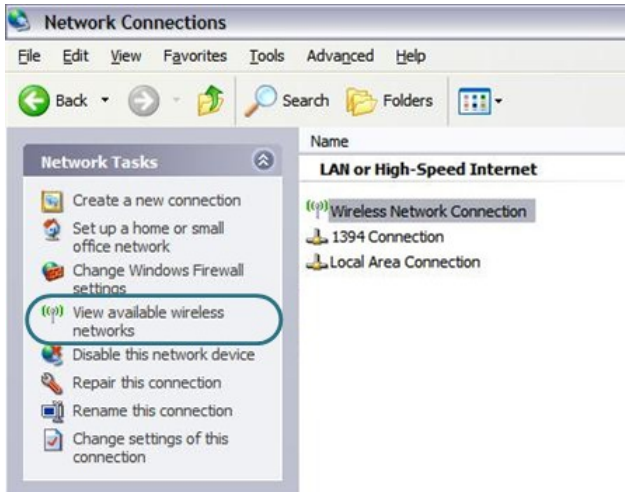 Network Connections
File Edit View Favorites Tools Advanced Help
Back Search Folders
Name
Network Tasks
LAN or High-Speed Internet
Create a new connection
Set up a home or small
office network
Change Windows Firewall
settings
View available wireless
networks
Disable this network device
Repair this connection
Rename this connection
Change settings of this
connection
Wireless Network Connection
1394 Connection
Local Area Connection